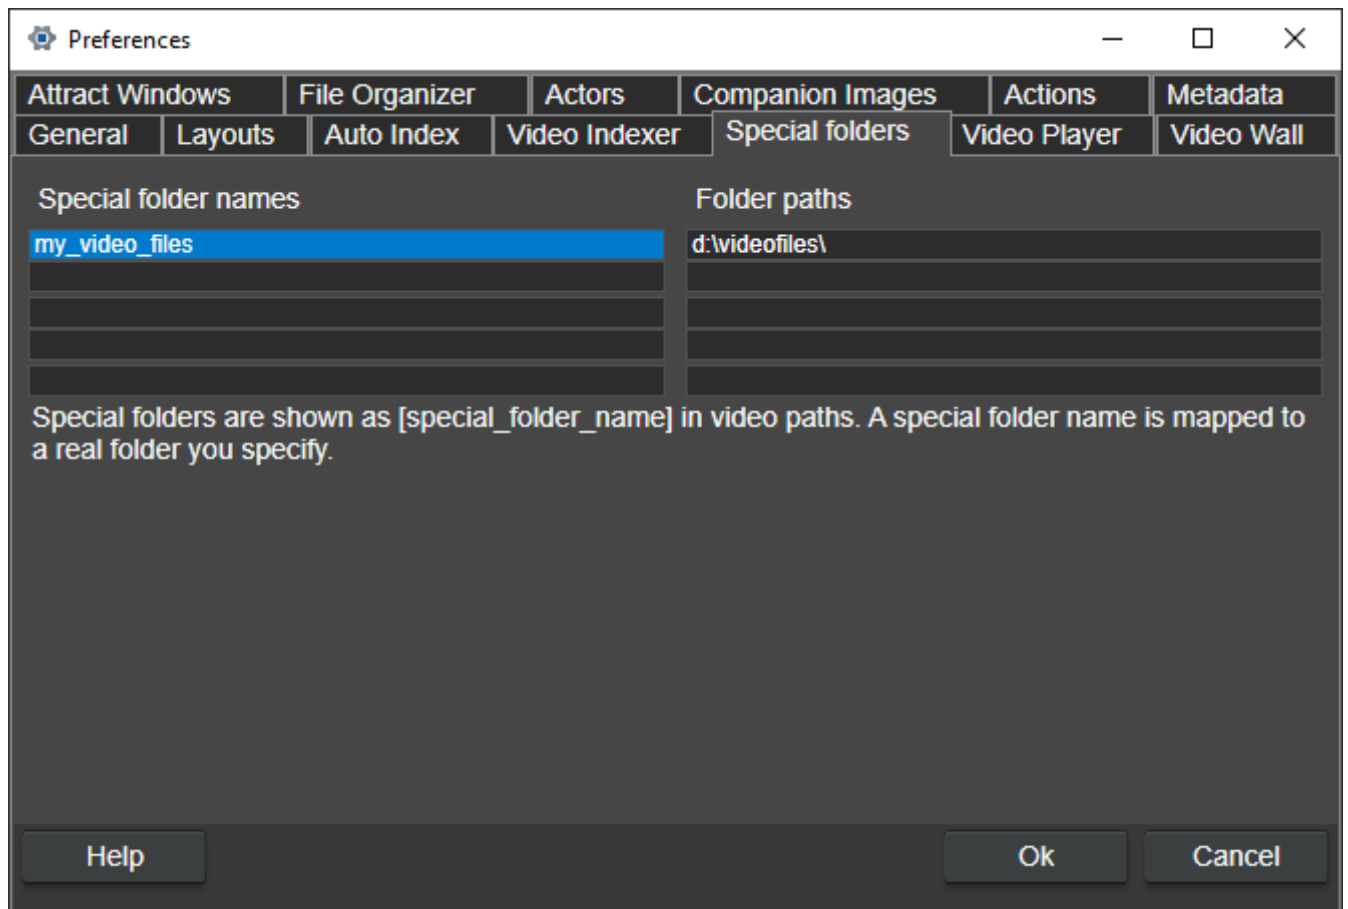 Preferences
Attract Windows File Organizer Actors Companion Images Actions Metadata
General Layouts Auto Index Video Indexer Special folders Video Player Video Wall
Special folder names Folder paths
my_video_files d:\videofiles\
Special folders are shown as [special_folder_name] in video paths. A special folder name is mapped to
a real folder you specify.
Help Ok Cancel